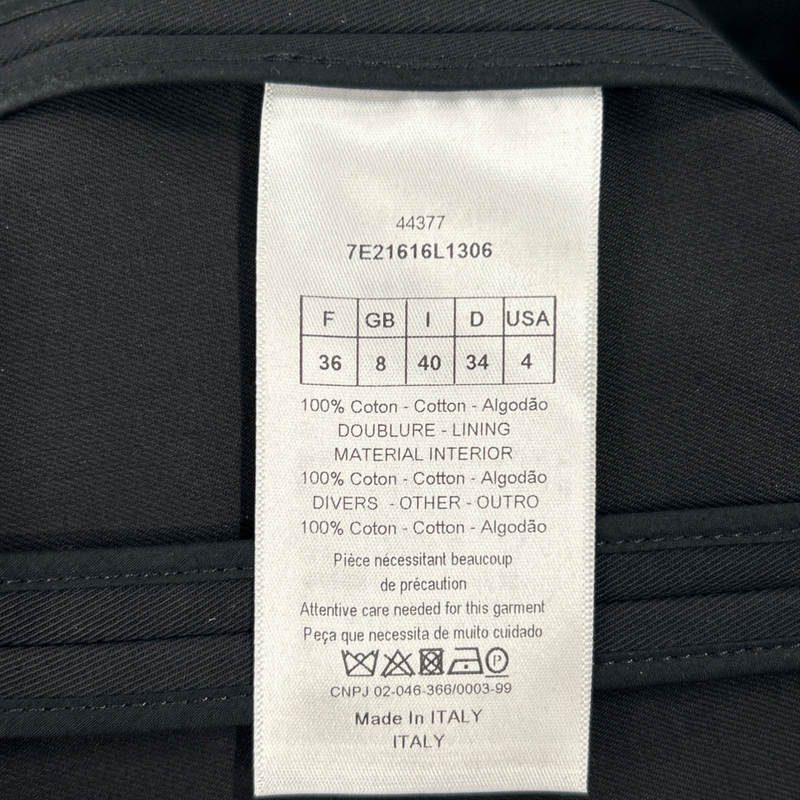 44377
7E21616L1306
F GB I D USA
36 8 40 34 4
100% Coton - Cotton - Algodão
DOUBLURE - LINING
MATERIAL INTERIOR
100% Coton - Cotton - Algodão
DIVERS - OTHER - OUTRO
100% Coton - Cotton - Algodão
Pièce nécessitant beaucoup
de précaution
Attentive care needed for this garment
Peça que necessita de muito cuidado
P
CNPJ 02-046-366/0003-99
Made In ITALY
ITALY